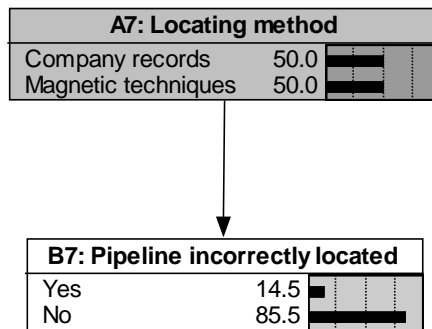 A7: Locating method
Company records 50.0
Magnetic techniques 50.0
B7: Pipeline incorrectly located
Yes 14.5
No 85.5